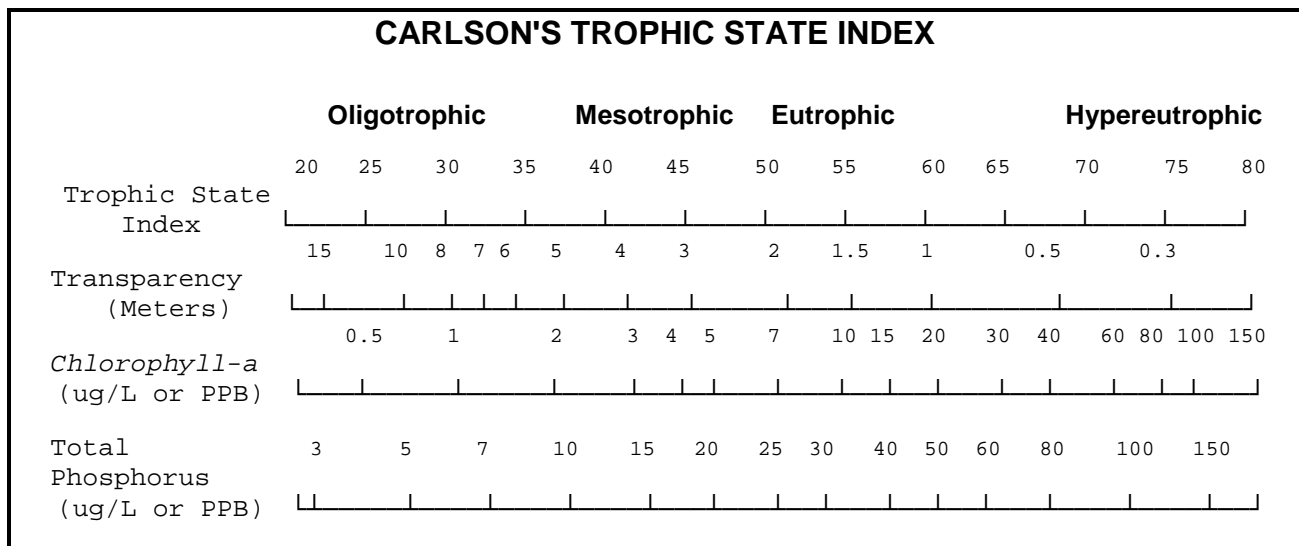 CARLSON'S TROPHIC STATE INDEX
Oligotrophic Mesotrophic Eutrophic Hypereutrophic
20 25 30 35 40 45 50 55 60 65 70 75 80
Trophic State
Index
15 10 8 7 6 5 4 3 2 1.5 1 0.5 0.3
Transparency
(Meters)
0.5 1 2 3 4 5 7 10 15 20 30 40 60 80 100 150
Chlorophyll-a
(ug/L or PPB)
Total
3 5 7 10 15 20 25 30 40 50 60 80 100 150
Phosphorus
(ug/L or PPB)